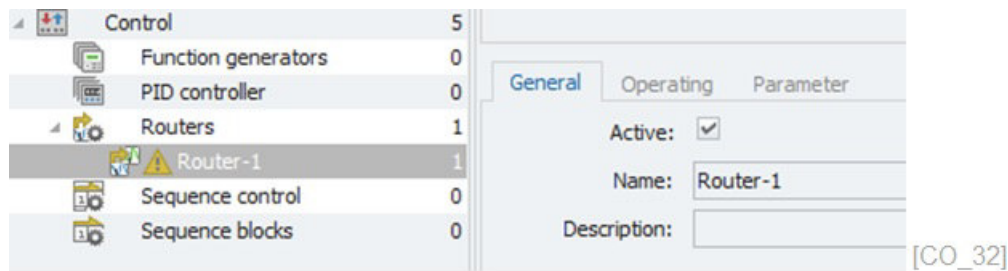 Control 5
Function generators 0
PID controller 0
Routers 1
Router-1 1
Sequence control 0
Sequence blocks 0
General Operating Parameter
Active:
Name: Router-1
Description:
[CO_32]